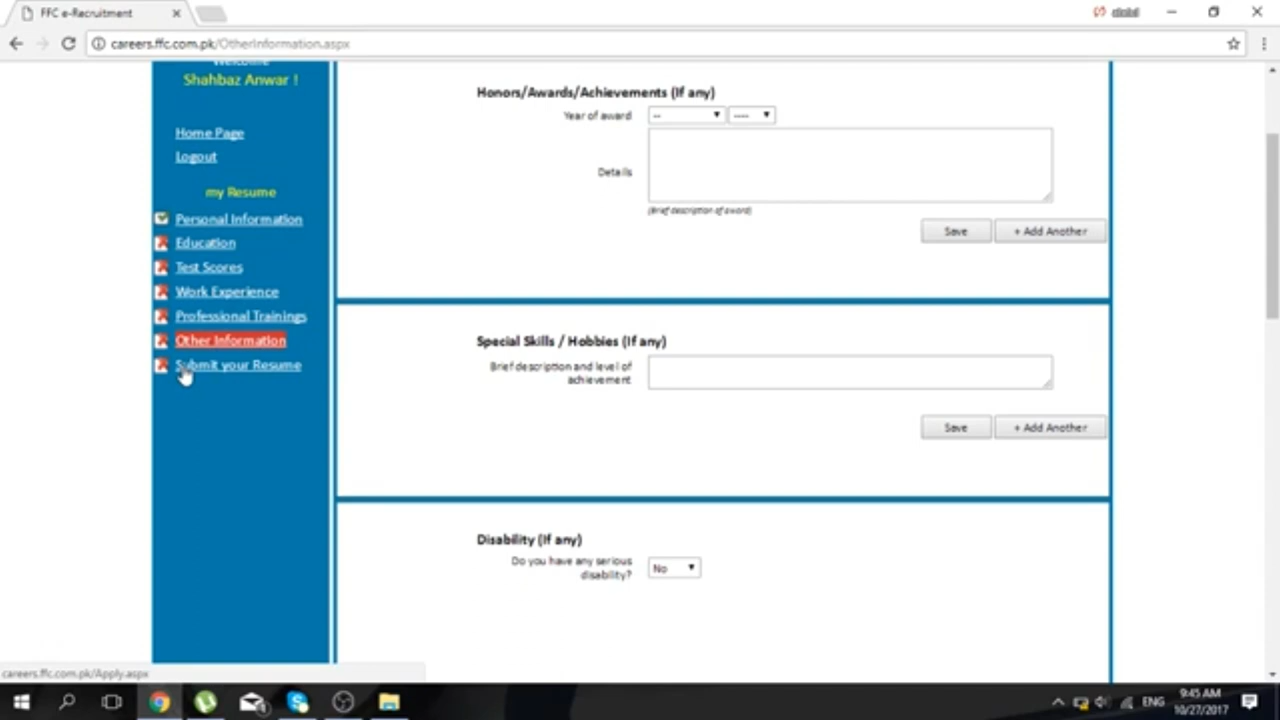 FFC e-Recruitment
careers.ffc.com.pk/OtherInformation.aspx
Welcome
Shahbaz Anwar !
Home Page
Logout
my Resume
Personal Information
Education
Test Scores
Work Experience
Professional Trainings
Other Information
Submit your Resume
Honors/Awards/Achievements (If any)
Year of award
--
----
Details
(Brief description of award)
Save
+ Add Another
Special Skills / Hobbies (If any)
Brief description and level of
achievement
Save
+ Add Another
Disability (If any)
Do you have any serious
disability?
No
careers.ffc.com.pk/Apply.aspx
ENG
9:45 AM
10/27/2017